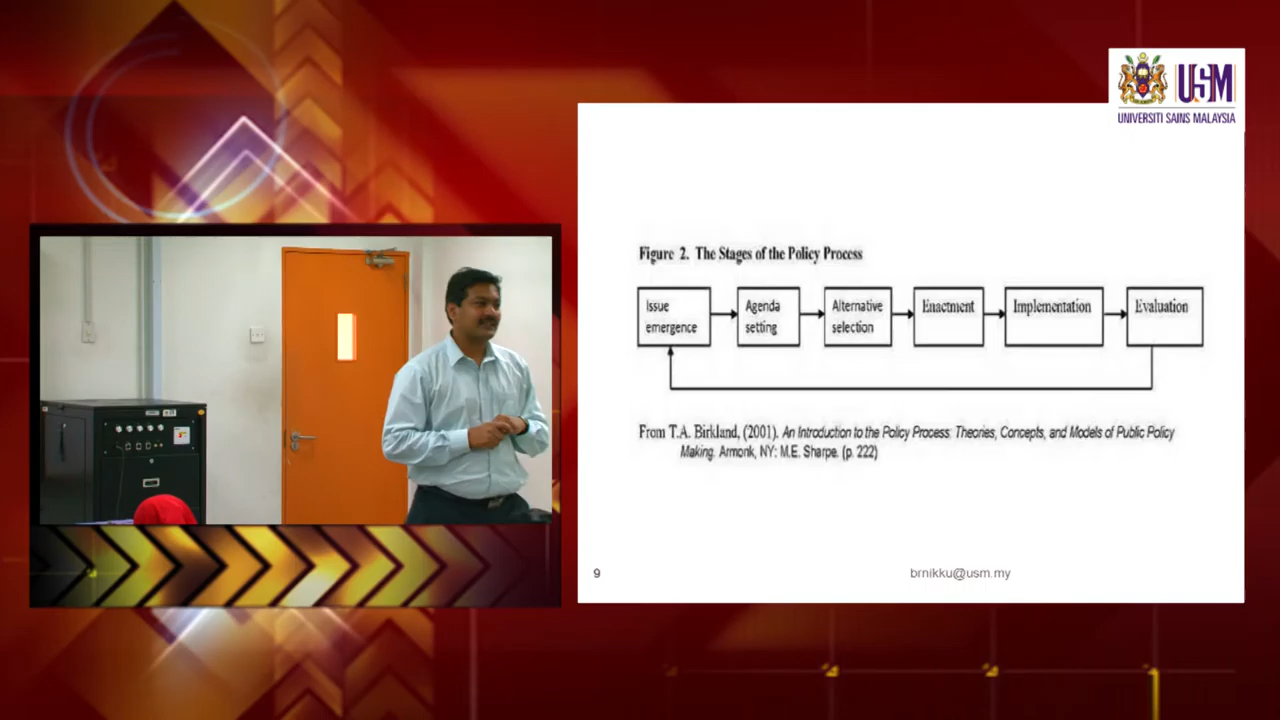 USM
UNIVERSITI SAINS MALAYSIA
Figure 2. The Stages of the Policy Process
Issue
emergence
Agenda
setting
Alternative
selection
Enactment
Implementation
Evaluation
From T.A. Birkland, (2001). An Introduction to the Policy Process: Theories, Concepts, and Models of Public Policy
Making. Armonk, NY: M.E. Sharpe. (p. 222)
9
brnikku@usm.my